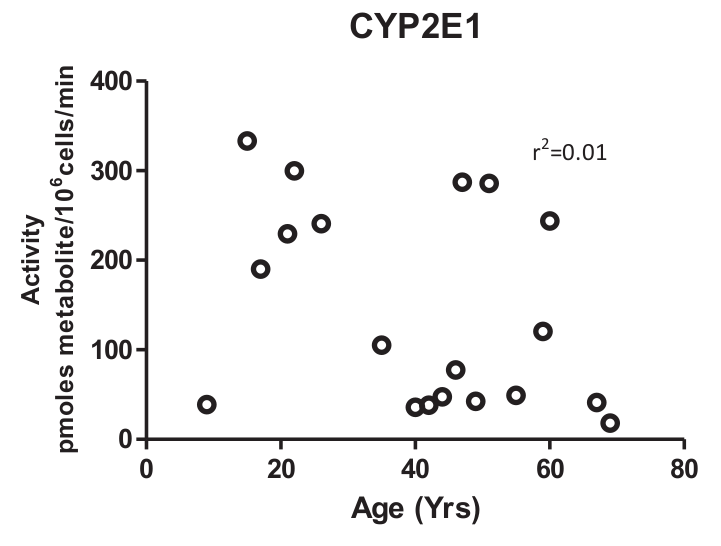 CYP2E1
Activity
pmoles metabolite/10⁶cells/min
400
300
200
100
0
r²=0.01
0 20 40 60 80
Age (Yrs)